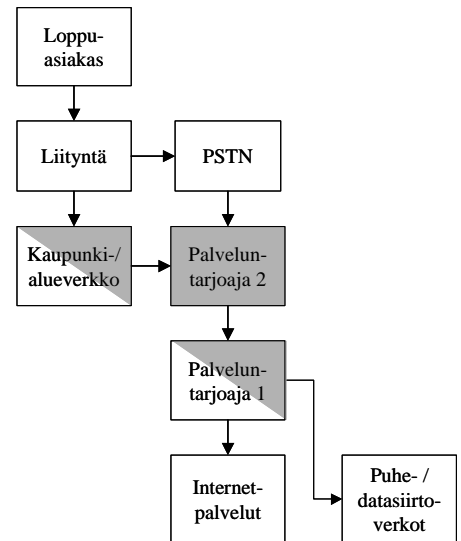 Loppu-
asiakas
Liityntä
PSTN
Kaupunki-/
alueverkko
Palvelun-
tarjoaja 2
Palvelun-
tarjoaja 1
Internet-
palvelut
Puhe- /
datasiirto-
verkot